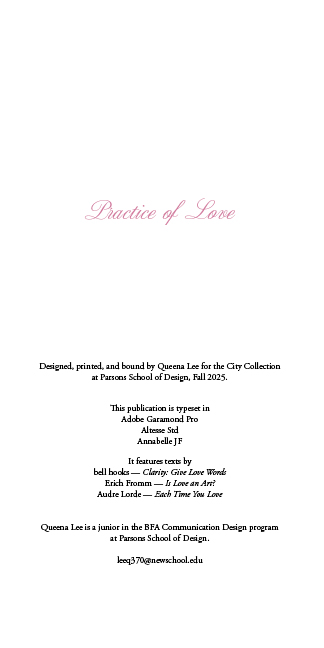 Practice of Love
Designed, printed, and bound by Queena Lee for the City Collection
at Parsons School of Design, Fall 2025.
This publication is typeset in
Adobe Garamond Pro
Altesse Std
Annabelle JF
It features texts by
bell hooks — Clarity: Give Love Words
Erich Fromm — Is Love an Art?
Audre Lorde — Each Time You Love
Queena Lee is a junior in the BFA Communication Design program
at Parsons School of Design.
leeq370@newschool.edu